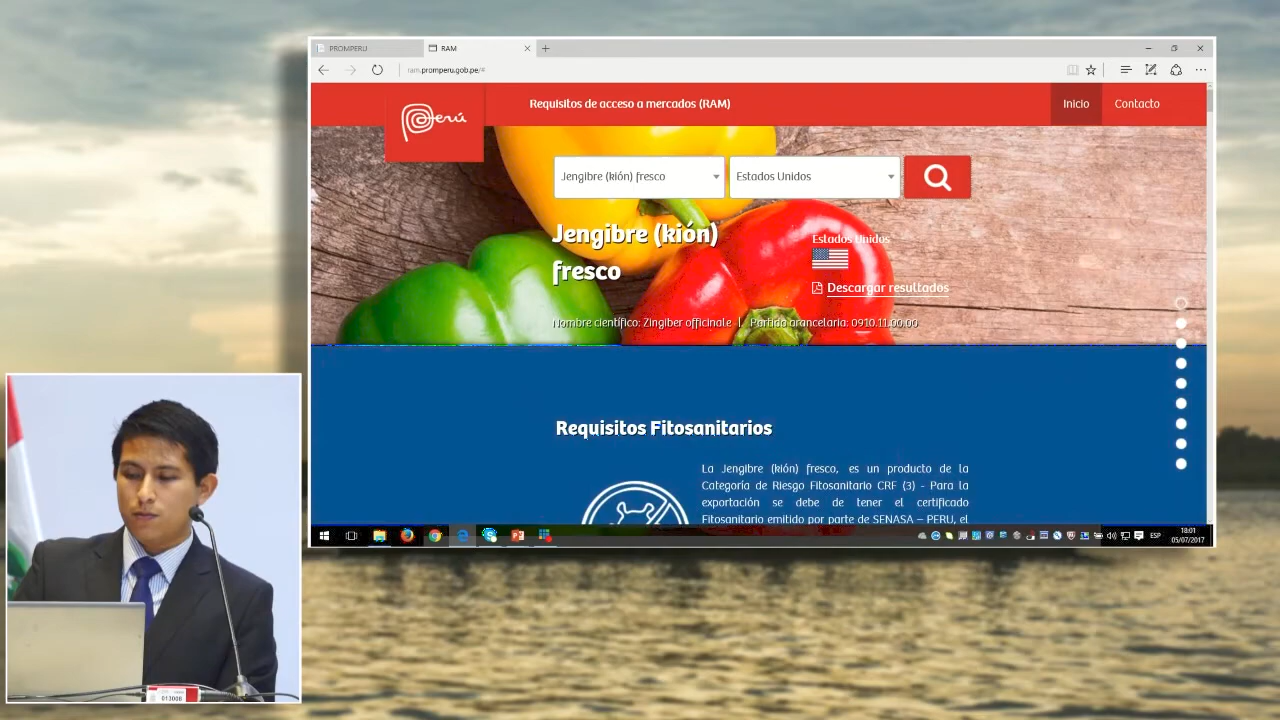 PROMPERU
RAM
ram.promperu.gob.pe/#
Perú
Requisitos de acceso a mercados (RAM)
Inicio
Contacto
Jengibre (kión) fresco
Estados Unidos
Jengibre (kión)
fresco
Estados Unidos
Descargar resultados
Nombre científico: Zingiber officinale | Partida arancelaria: 0910.11.00.00
Requisitos Fitosanitarios
La Jengibre (kión) fresco, es un producto de la
Categoría de Riesgo Fitosanitario CRF (3) - Para la
exportación se debe de tener el certificado
Fitosanitario emitido por parte de SENASA – PERU, el
ESP
18:01
05/07/2017
013008